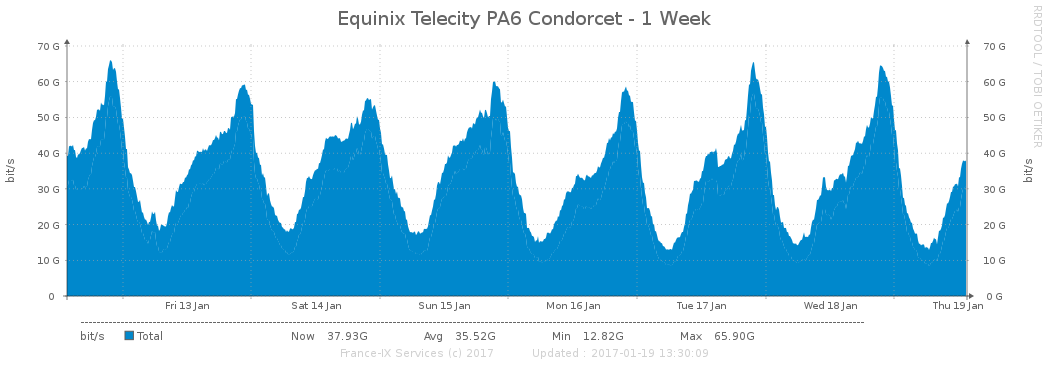 Equinix Telecity PA6 Condorcet - 1 Week
RRDTOOL / TOBI OETIKER
bit/s
70 G
60 G
50 G
40 G
30 G
20 G
10 G
0
70 G
60 G
50 G
40 G
30 G
20 G
10 G
0 G
bit/s
Fri 13 Jan Sat 14 Jan Sun 15 Jan Mon 16 Jan Tue 17 Jan Wed 18 Jan Thu 19 Jan
bit/s Total Now 37.93G Avg 35.52G Min 12.82G Max 65.90G
France-IX Services (c) 2017 Updated : 2017-01-19 13:30:09